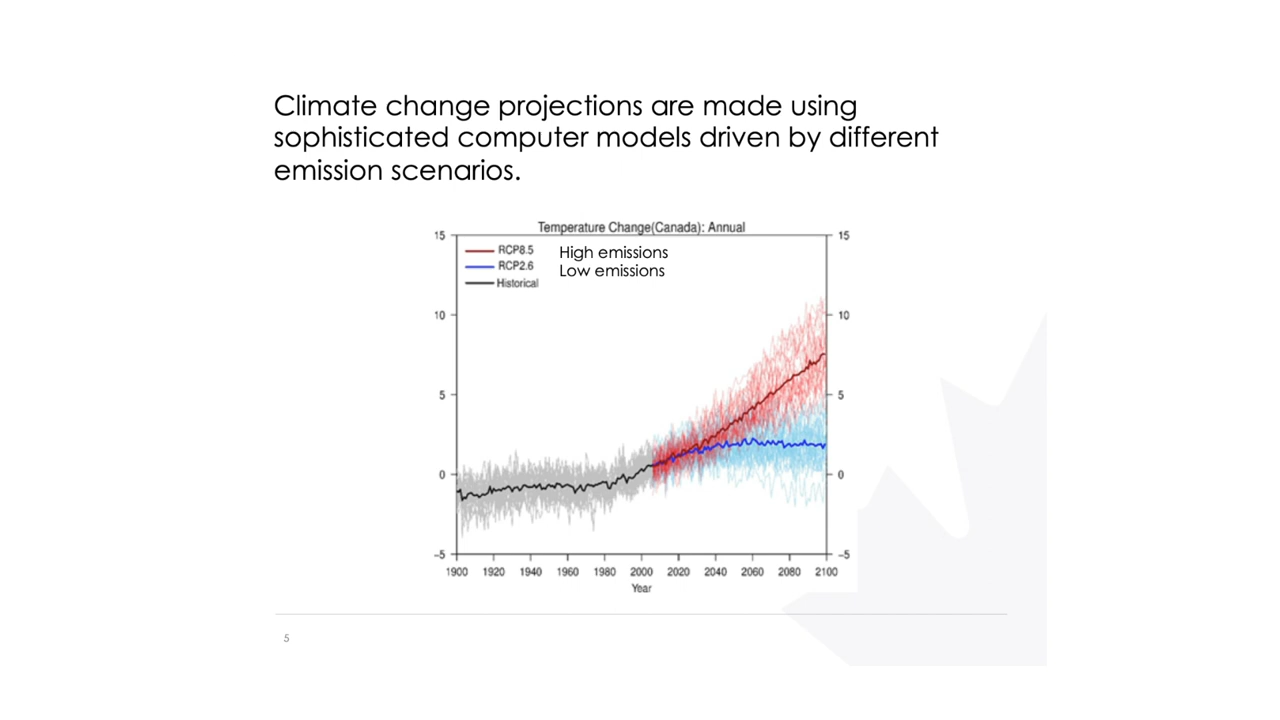 Climate change projections are made using
sophisticated computer models driven by different
emission scenarios.
Temperature Change(Canada): Annual
RCP8.5 High emissions
RCP2.6 Low emissions
Historical
15 15
10 10
5 5
0 0
−5 −5
1900 1920 1940 1960 1980 2000 2020 2040 2060 2080 2100
Year
5